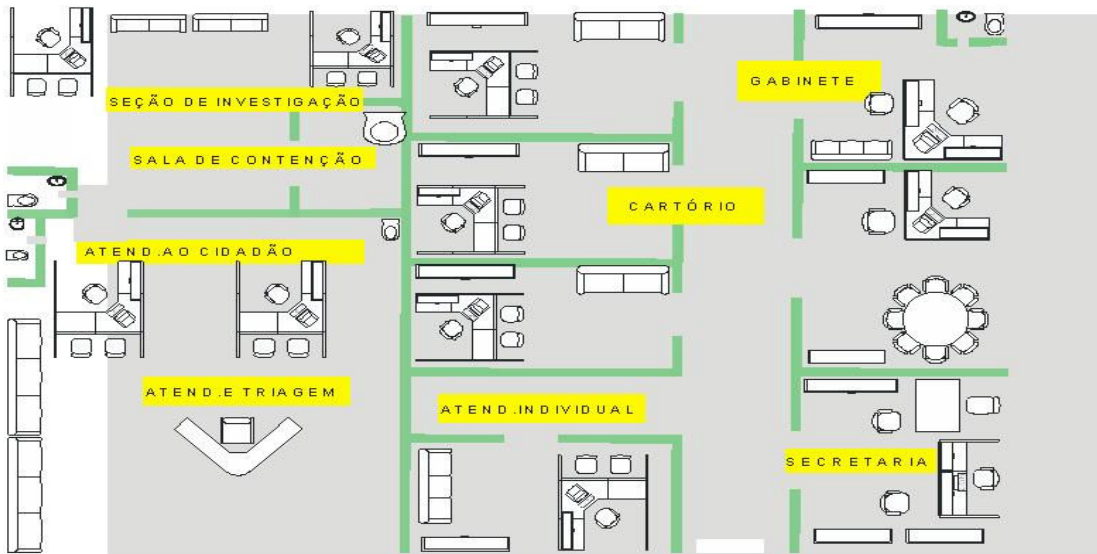 SEÇÃO DE INVESTIGAÇÃO
GABINETE
SALA DE CONTENÇÃO
CARTÓRIO
ATEND.AO CIDADÃO
ATEND.E TRIAGEM
ATEND.INDIVIDUAL
SECRETARIA